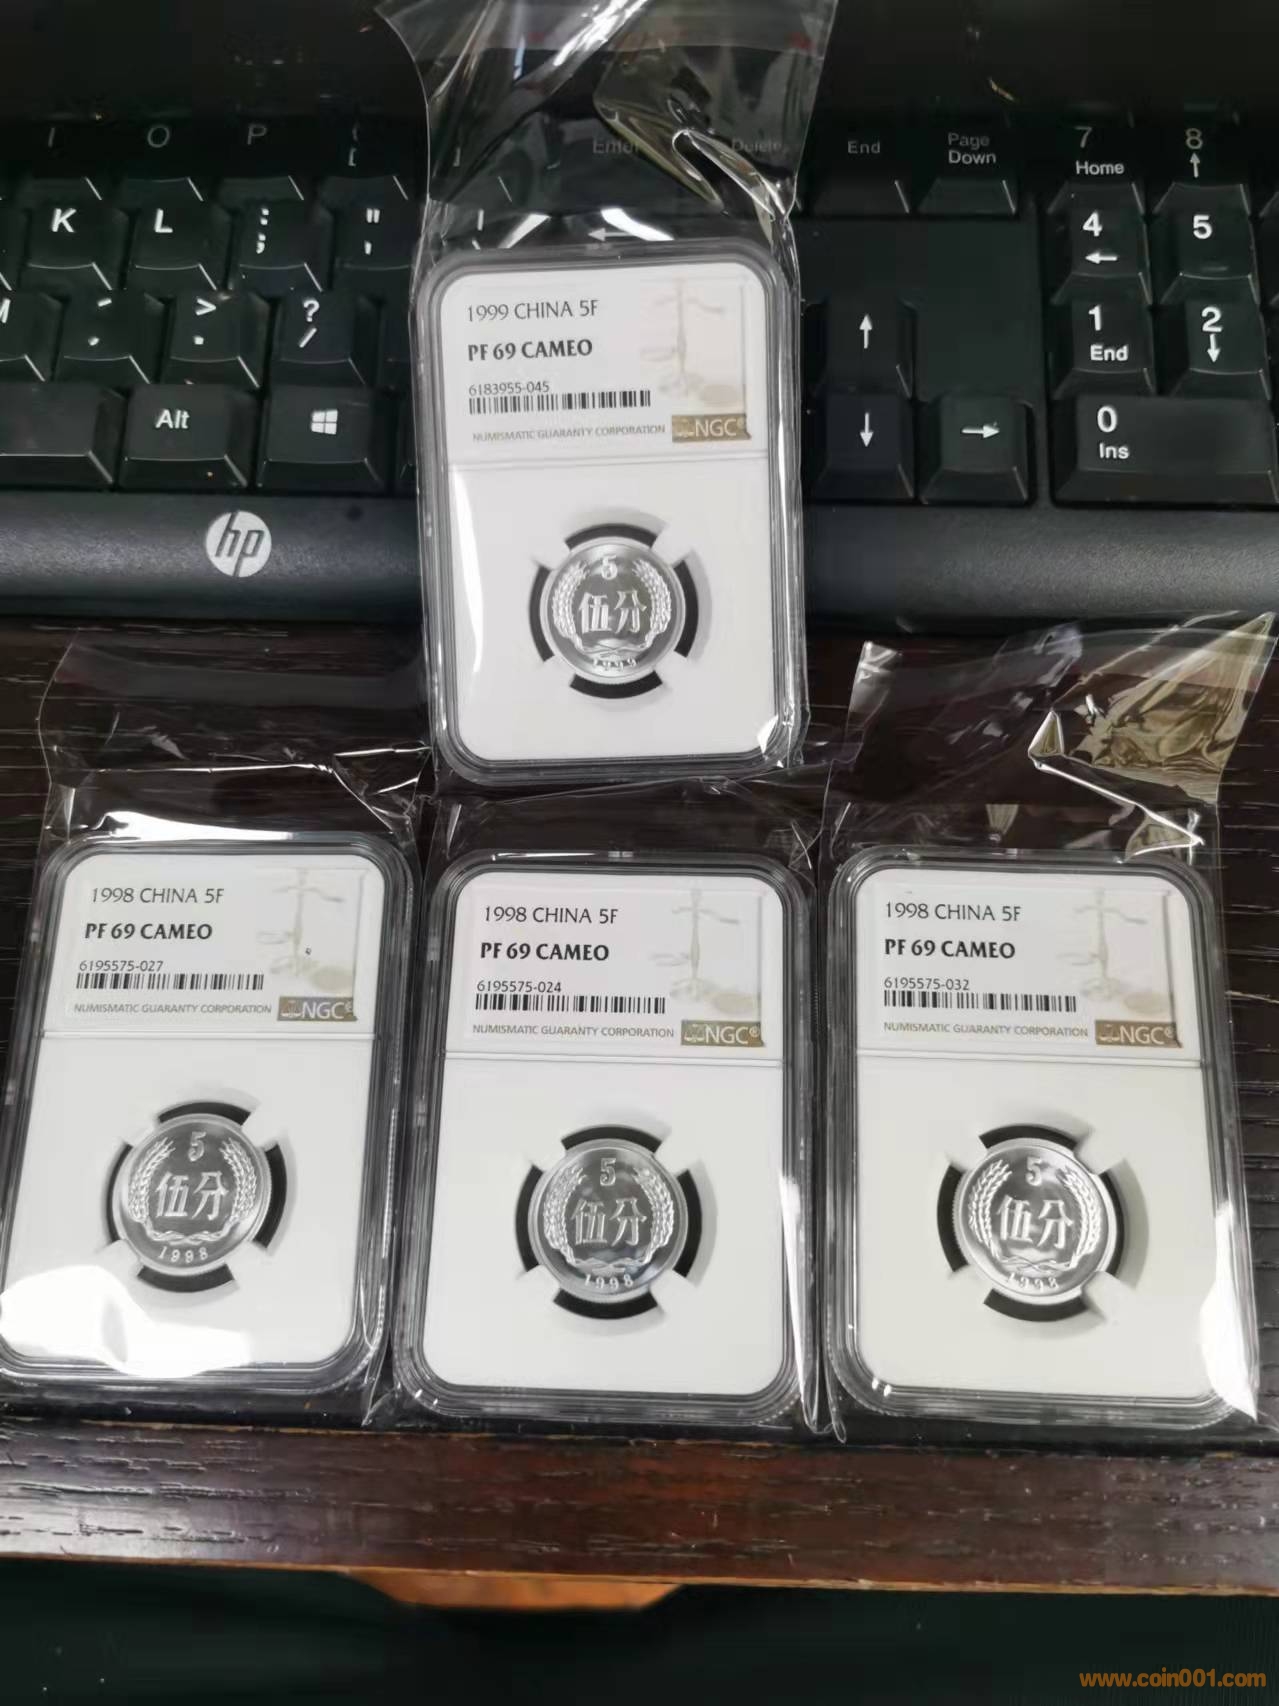 I O P [ ] Enter Delete End Page Down 7 Home 8
K L : ; " ' 4 5
M > . ? / 1 End 2
Alt 0 Ins
hp
1999 CHINA 5F
PF 69 CAMEO
6183955-045
NUMISMATIC GUARANTY CORPORATION NGC®
5
伍分
1999
1998 CHINA 5F
PF 69 CAMEO
6195575-027
NUMISMATIC GUARANTY CORPORATION NGC®
5
伍分
1998
1998 CHINA 5F
PF 69 CAMEO
6195575-024
NUMISMATIC GUARANTY CORPORATION NGC®
5
伍分
1998
1998 CHINA 5F
PF 69 CAMEO
6195575-032
NUMISMATIC GUARANTY CORPORATION NGC®
5
伍分
1998
www.coin001.com